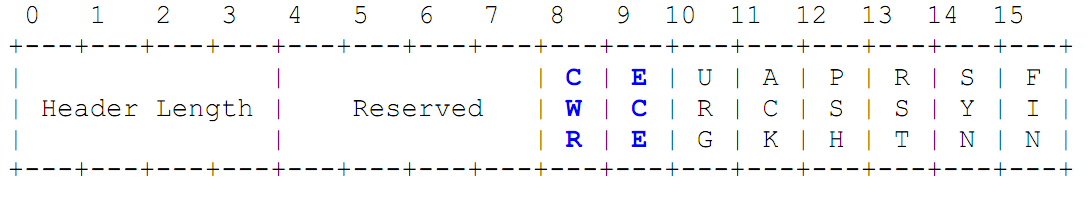 0 1 2 3 4 5 6 7 8 9 10 11 12 13 14 15
+---+---+---+---+---+---+---+---+---+---+---+---+---+---+---+---+
| | | C | E | U | A | P | R | S | F |
| Header Length | Reserved | W | C | R | C | S | S | Y | I |
| | | R | E | G | K | H | T | N | N |
+---+---+---+---+---+---+---+---+---+---+---+---+---+---+---+---+